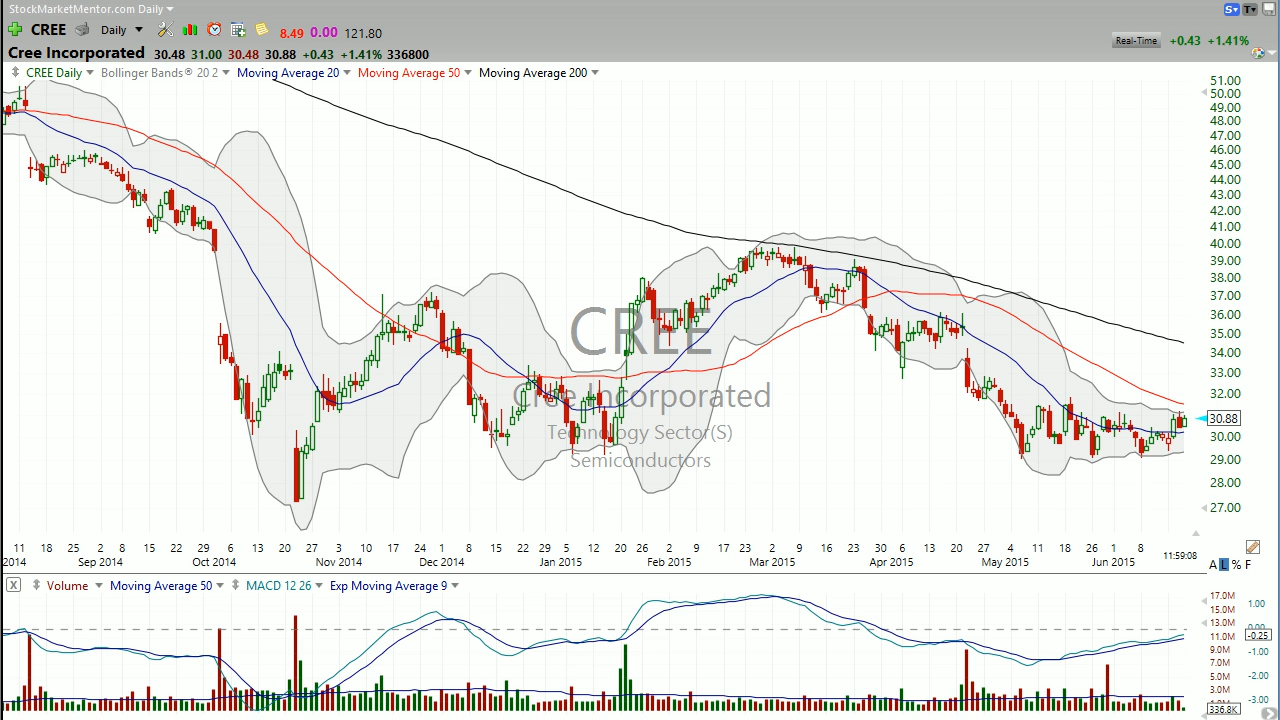 StockMarketMentor.com Daily
S T
CREE Daily 8.49 0.00 121.80
Real-Time +0.43 +1.41%
Cree Incorporated 30.48 31.00 30.48 30.88 +0.43 +1.41% 336800
CREE Daily Bollinger Bands® 20 2 Moving Average 20 Moving Average 50 Moving Average 200
51.00
50.00
49.00
48.00
47.00
46.00
45.00
44.00
43.00
42.00
41.00
40.00
39.00
38.00
37.00
36.00
35.00
34.00
33.00
32.00
30.88
30.00
29.00
28.00
27.00
CREE
Cree Incorporated
Technology Sector(S)
Semiconductors
11 18 25 2 8 15 22 29 6 13 20 27 3 10 17 24 1 8 15 22 29 5 12 20 26 2 9 17 23 2 9 16 23 30 6 13 20 27 4 11 18 26 1 8 11:59:08
2014 Sep 2014 Oct 2014 Nov 2014 Dec 2014 Jan 2015 Feb 2015 Mar 2015 Apr 2015 May 2015 Jun 2015
A L % F
X Volume Moving Average 50 MACD 12 26 Exp Moving Average 9
17.0M 1.00
15.0M
13.0M 0.00
11.0M -0.25
9.0M -1.00
7.0M
5.0M -2.00
3.0M
336.8K -3.00